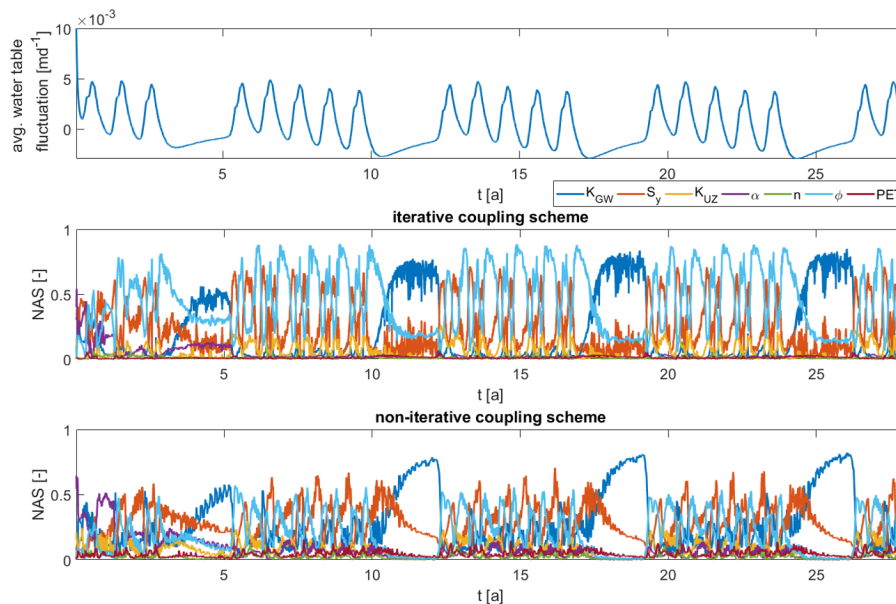 ×10⁻³
10
5
0
avg. water table
fluctuation [md⁻¹]
5
10
15
20
25
t [a]
K_GW S_y K_UZ α n ϕ PET
iterative coupling scheme
1
0.5
0
NAS [-]
5
10
15
20
25
t [a]
non-iterative coupling scheme
1
0.5
0
NAS [-]
5
10
15
20
25
t [a]